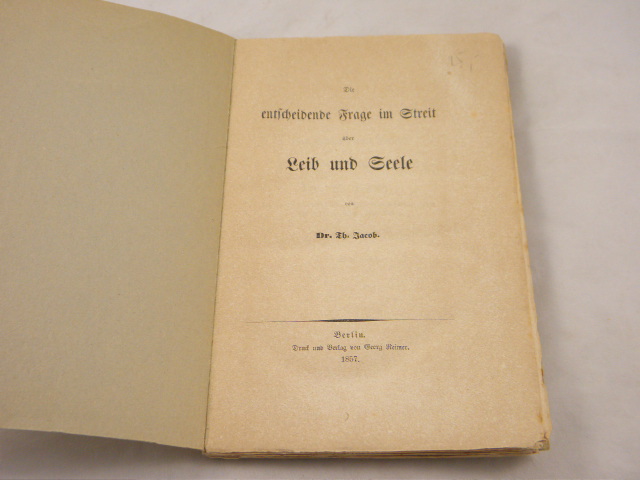 Die
entscheidende Frage im Streit
über
Leib und Seele
von
Dr. Th. Jacob.
Berlin.
Druck und Verlag von Georg Reimer.
1857.